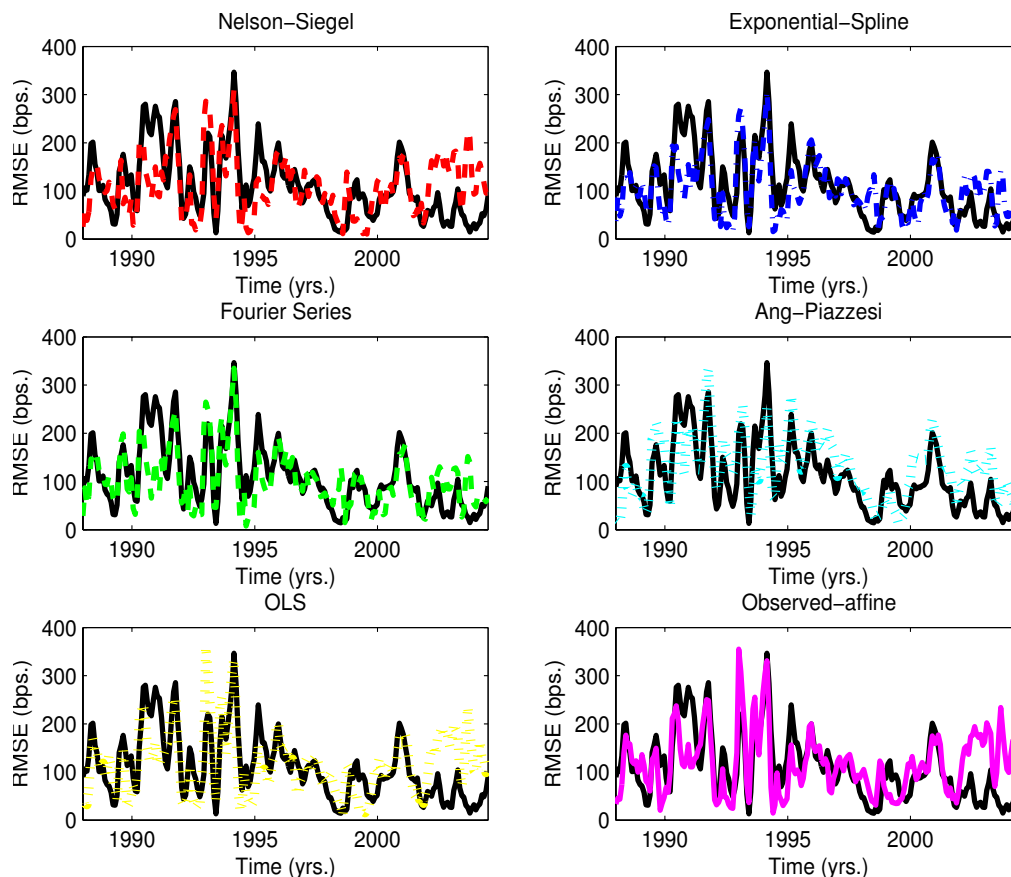 Nelson−Siegel
RMSE (bps.)
400
300
200
100
0
1990
1995
2000
Time (yrs.)
Exponential−Spline
RMSE (bps.)
400
300
200
100
0
1990
1995
2000
Time (yrs.)
Fourier Series
RMSE (bps.)
400
300
200
100
0
1990
1995
2000
Time (yrs.)
Ang−Piazzesi
RMSE (bps.)
400
300
200
100
0
1990
1995
2000
Time (yrs.)
OLS
RMSE (bps.)
400
300
200
100
0
1990
1995
2000
Time (yrs.)
Observed−affine
RMSE (bps.)
400
300
200
100
0
1990
1995
2000
Time (yrs.)